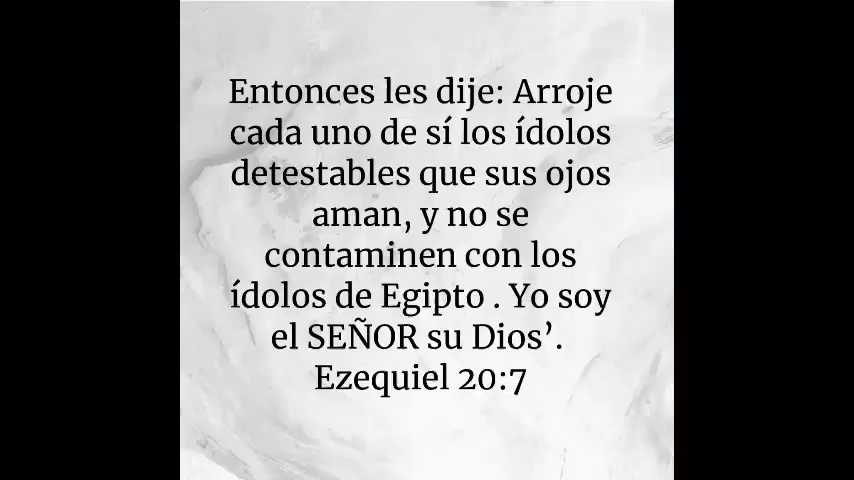 Entonces les dije: Arroje
cada uno de sí los ídolos
detestables que sus ojos
aman, y no se
contaminen con los
ídolos de Egipto . Yo soy
el SEÑOR su Dios’.
Ezequiel 20:7